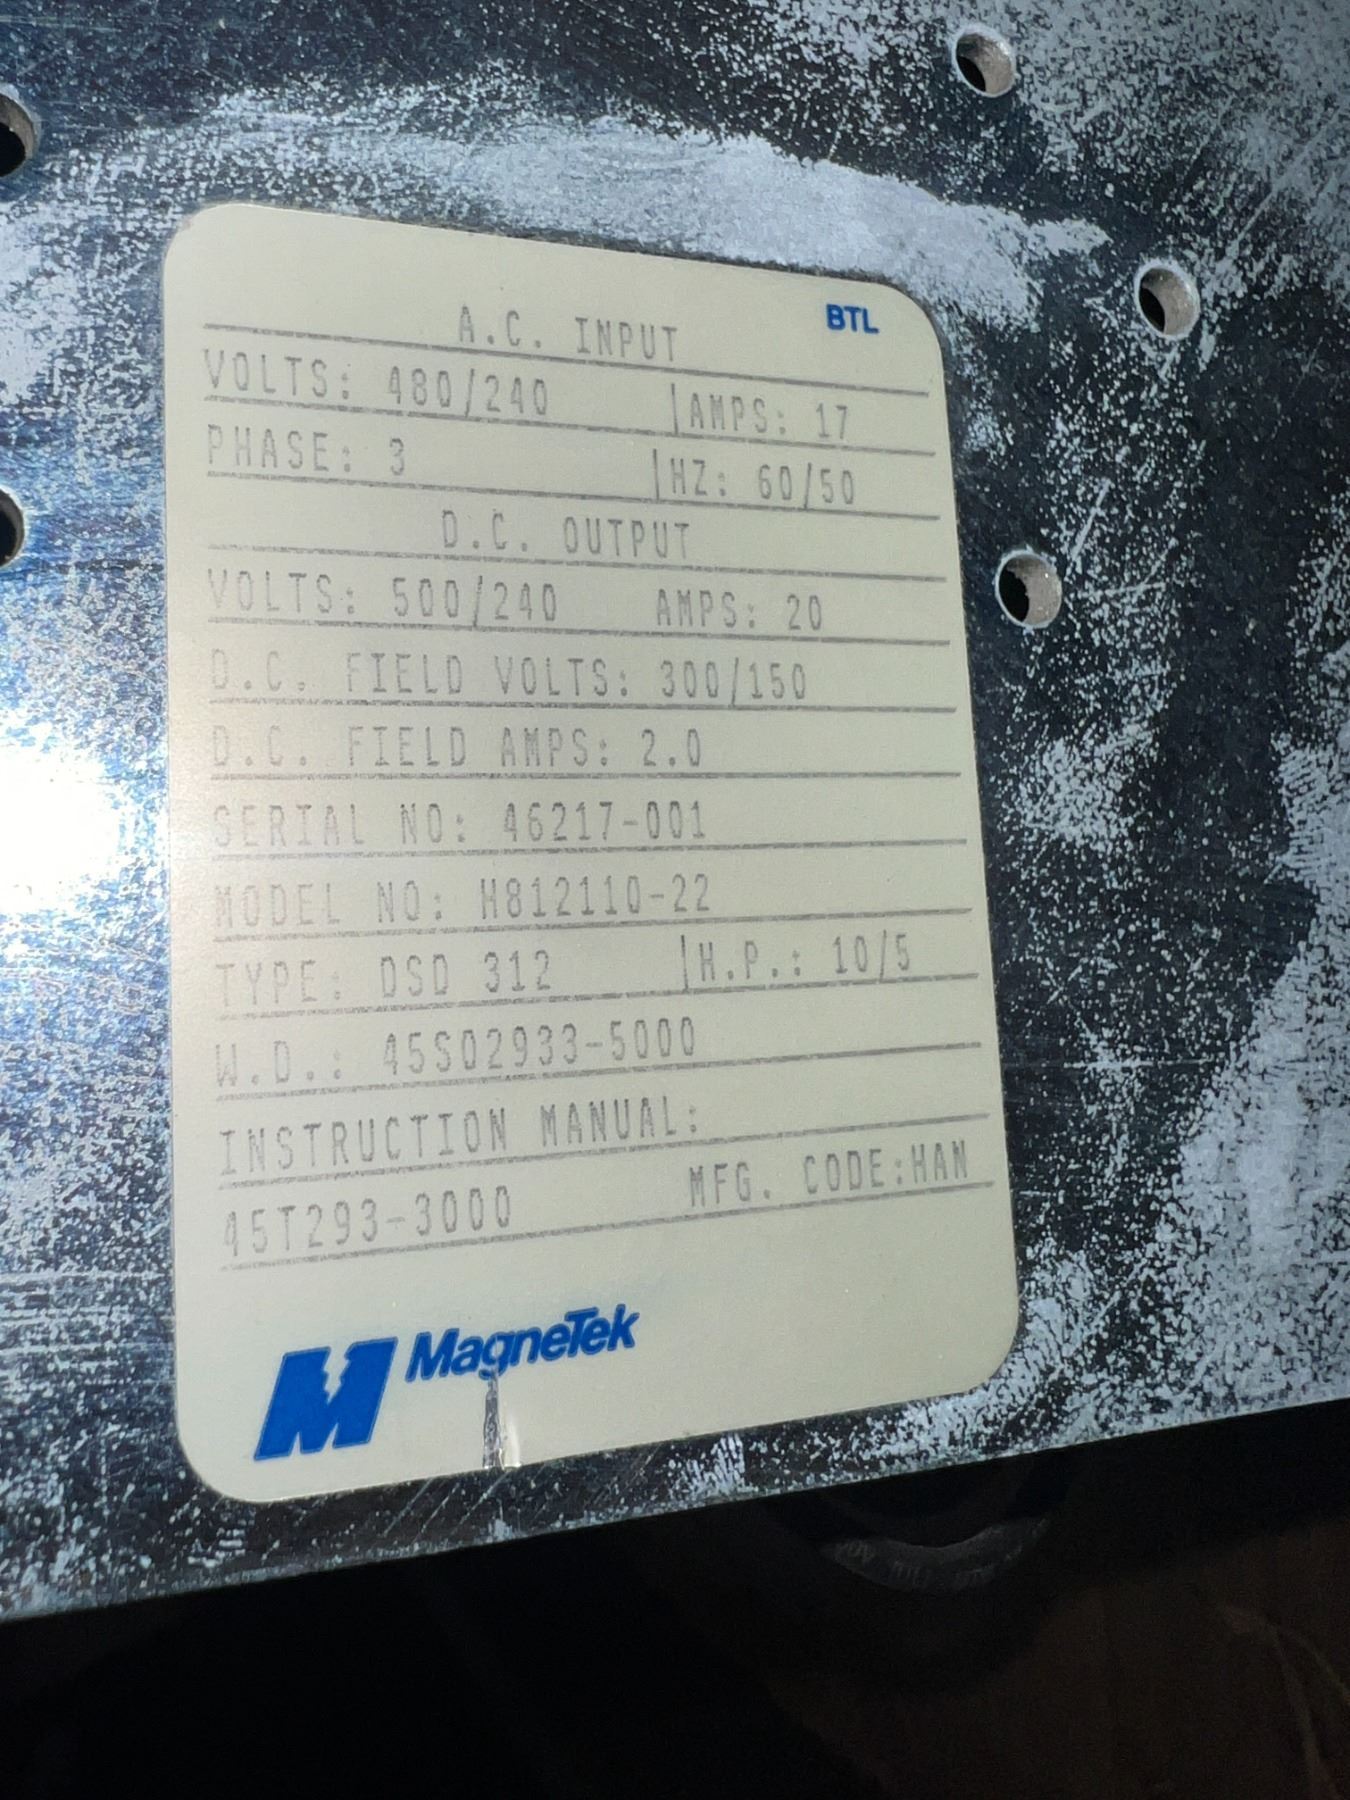 A.C. INPUT BTL
VOLTS: 480/240 |AMPS: 17
PHASE: 3 |HZ: 60/50
D.C. OUTPUT
VOLTS: 500/240 AMPS: 20
D.C. FIELD VOLTS: 300/150
D.C. FIELD AMPS: 2.0
SERIAL NO: 46217-001
MODEL NO: H812110-22
TYPE: DSD 312 |H.P.: 10/5
W.D.: 45S02933-5000
INSTRUCTION MANUAL:
45T293-3000 MFG. CODE:HAN
MagneTek